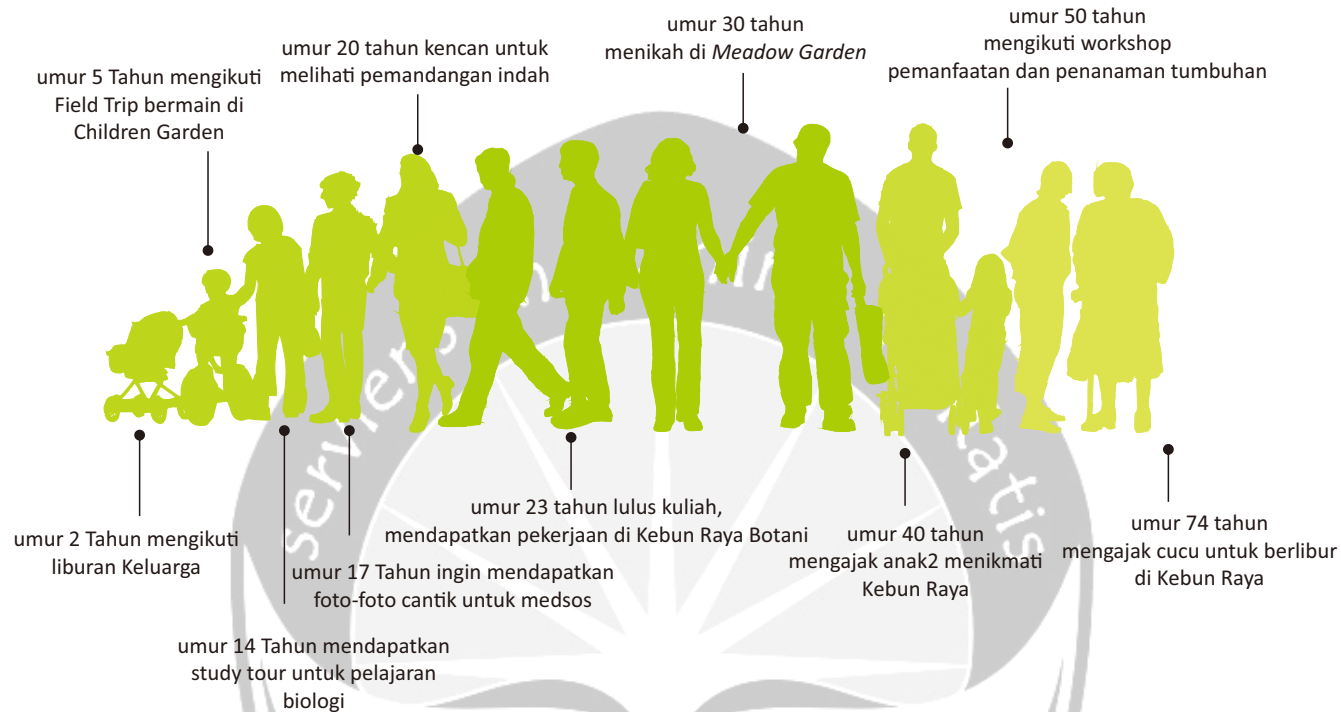 umur 5 Tahun mengikuti
Field Trip bermain di
Children Garden
umur 20 tahun kencan untuk
melihati pemandangan indah
umur 30 tahun
menikah di Meadow Garden
umur 50 tahun
mengikuti workshop
pemanfaatan dan penanaman tumbuhan
umur 2 Tahun mengikuti
liburan Keluarga
umur 14 Tahun mendapatkan
study tour untuk pelajaran
biologi
umur 17 Tahun ingin mendapatkan
foto-foto cantik untuk medsos
umur 23 tahun lulus kuliah,
mendapatkan pekerjaan di Kebun Raya Botani
umur 40 tahun
mengajak anak2 menikmati
Kebun Raya
umur 74 tahun
mengajak cucu untuk berlibur
di Kebun Raya